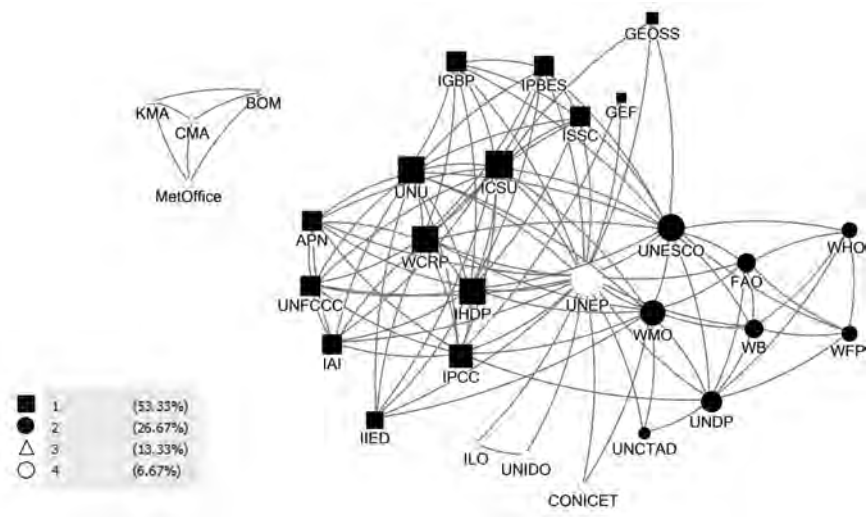 GEOSS
IGBP
IPBES
GEF
ISSC
KMA
BOM
CMA
MetOffice
UNU
ICSU
APN
WCRP
UNESCO
WHO
FAO
UNFCCC
IHDP
UNEP
WMO
WB
WFP
IAI
IPCC
UNDP
IIED
UNCTAD
ILO
UNIDO
CONICET
1 (53.33%)
2 (26.67%)
3 (13.33%)
4 (6.67%)